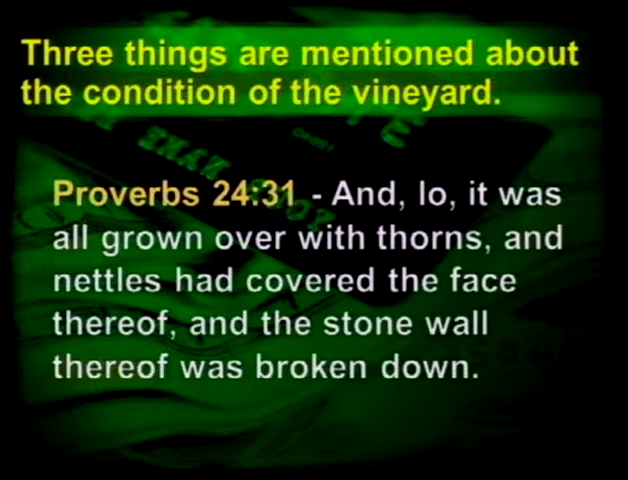 Three things are mentioned about
the condition of the vineyard.
Proverbs 24:31 - And, lo, it was
all grown over with thorns, and
nettles had covered the face
thereof, and the stone wall
thereof was broken down.